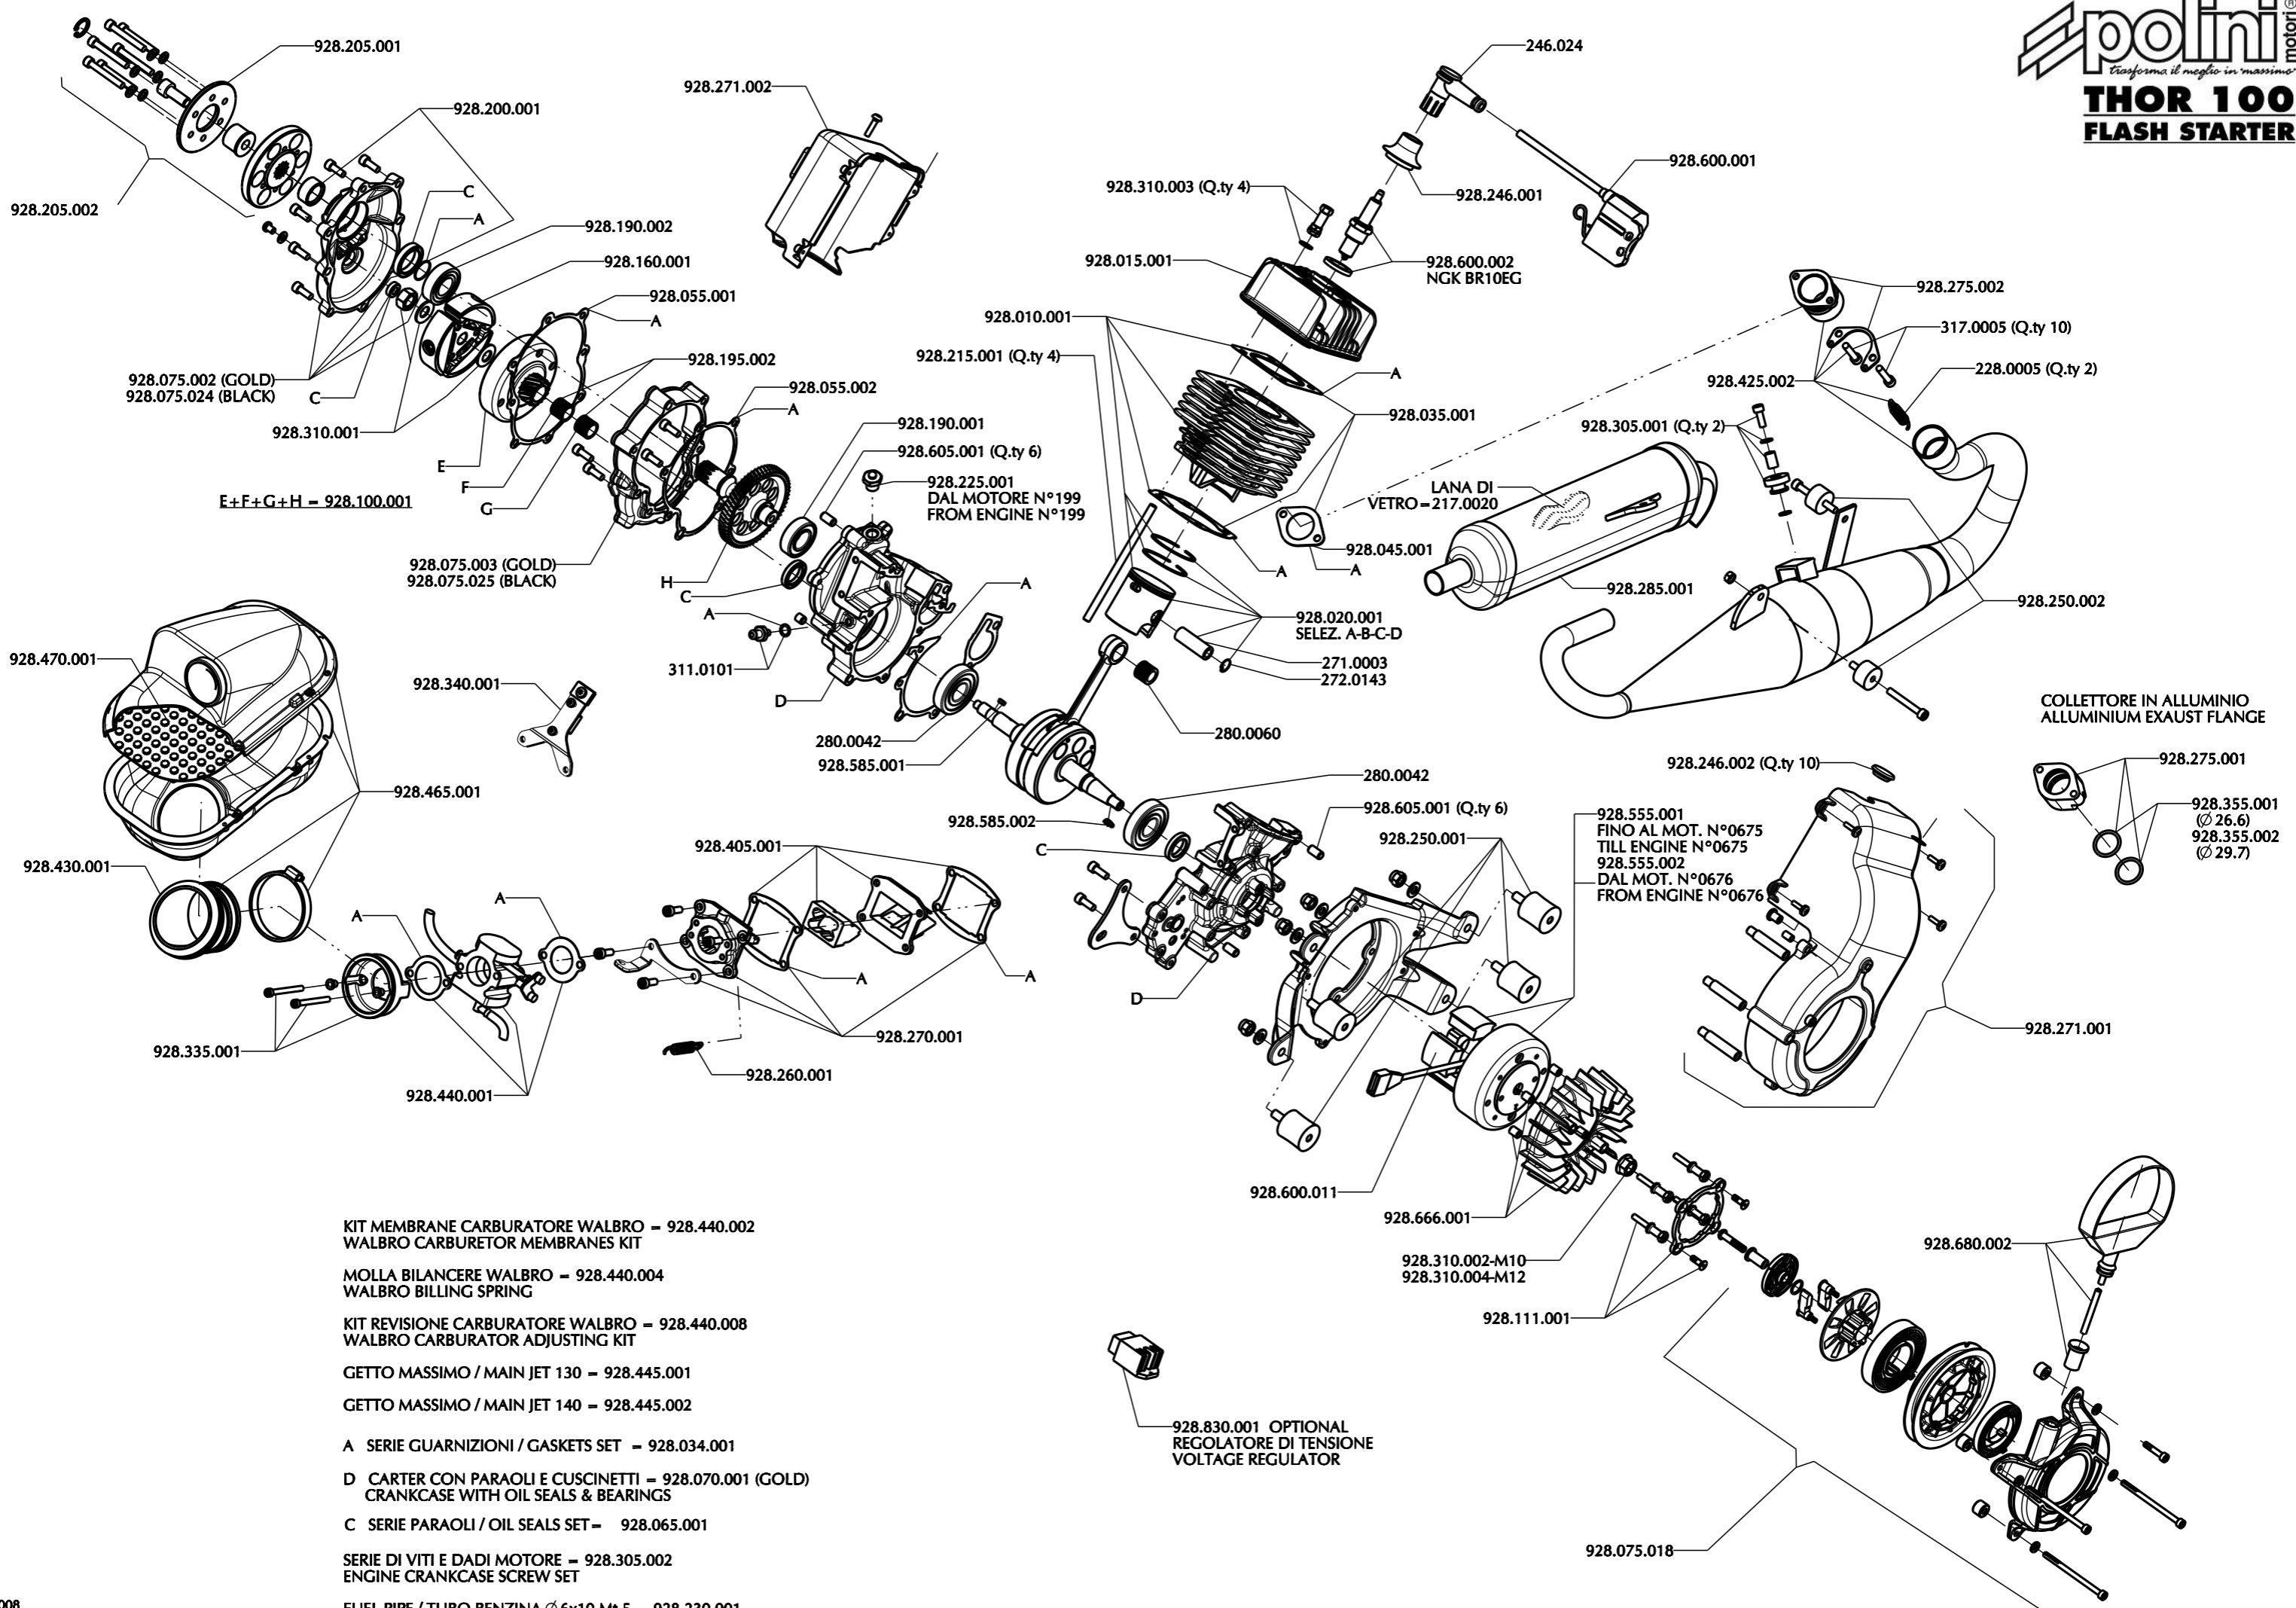 polini motori®
trasforma il meglio in massimo
THOR 100
FLASH STARTER
928.205.001
928.200.001
C
A
928.190.002
928.160.001
928.055.001
A
928.205.002
928.195.002
928.075.002 (GOLD)
928.075.024 (BLACK)
C
928.310.001
928.055.002
A
928.190.001
928.605.001 (Q.ty 6)
928.225.001
DAL MOTORE N°199
FROM ENGINE N°199
E
F
G
E+F+G+H = 928.100.001
928.075.003 (GOLD)
928.075.025 (BLACK)
H
C
A
311.0101
D
A
280.0042
928.585.001
928.271.002
246.024
928.600.001
928.310.003 (Q.ty 4)
928.246.001
928.015.001
928.600.002
NGK BR10EG
928.010.001
928.215.001 (Q.ty 4)
A
928.035.001
928.045.001
A
A
928.020.001
SELEZ. A-B-C-D
271.0003
272.0143
280.0060
928.275.002
317.0005 (Q.ty 10)
928.425.002
228.0005 (Q.ty 2)
928.305.001 (Q.ty 2)
LANA DI
VETRO=217.0020
928.285.001
928.250.002
COLLETTORE IN ALLUMINIO
ALLUMINIUM EXAUST FLANGE
928.275.001
928.355.001
(Ø 26.6)
928.355.002
(Ø 29.7)
928.470.001
928.340.001
928.465.001
928.430.001
A
A
928.335.001
928.440.001
928.405.001
A
A
928.270.001
928.260.001
280.0042
928.585.002
928.605.001 (Q.ty 6)
C
928.250.001
D
928.555.001
FINO AL MOT. N°0675
TILL ENGINE N°0675
928.555.002
DAL MOT. N°0676
FROM ENGINE N°0676
928.246.002 (Q.ty 10)
928.271.001
928.600.011
928.666.001
928.310.002-M10
928.310.004-M12
928.111.001
928.680.002
928.075.018
928.830.001 OPTIONAL
REGOLATORE DI TENSIONE
VOLTAGE REGULATOR
KIT MEMBRANE CARBURATORE WALBRO = 928.440.002
WALBRO CARBURETOR MEMBRANES KIT
MOLLA BILANCERE WALBRO = 928.440.004
WALBRO BILLING SPRING
KIT REVISIONE CARBURATORE WALBRO = 928.440.008
WALBRO CARBURATOR ADJUSTING KIT
GETTO MASSIMO / MAIN JET 130 = 928.445.001
GETTO MASSIMO / MAIN JET 140 = 928.445.002
A SERIE GUARNIZIONI / GASKETS SET = 928.034.001
D CARTER CON PARAOLI E CUSCINETTI = 928.070.001 (GOLD)
CRANKCASE WITH OIL SEALS & BEARINGS
C SERIE PARAOLI / OIL SEALS SET= 928.065.001
SERIE DI VITI E DADI MOTORE = 928.305.002
ENGINE CRANKCASE SCREW SET
FUEL PIPE / TUBO BENZINA Ø 6x10 Mt.5 = 928.230.001